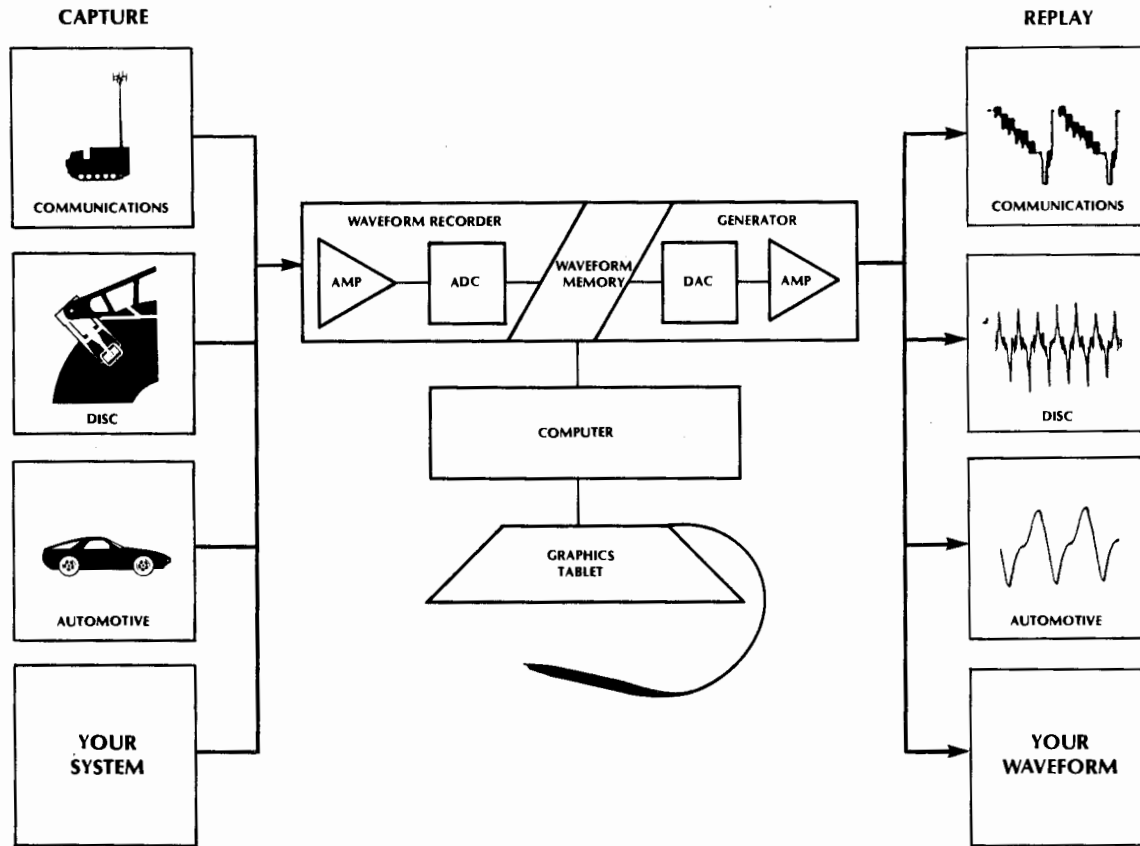 CAPTURE
COMMUNICATIONS
DISC
AUTOMOTIVE
YOUR
SYSTEM
WAVEFORM RECORDER
AMP
ADC
WAVEFORM
MEMORY
GENERATOR
DAC
AMP
COMPUTER
GRAPHICS
TABLET
REPLAY
COMMUNICATIONS
DISC
AUTOMOTIVE
YOUR
WAVEFORM